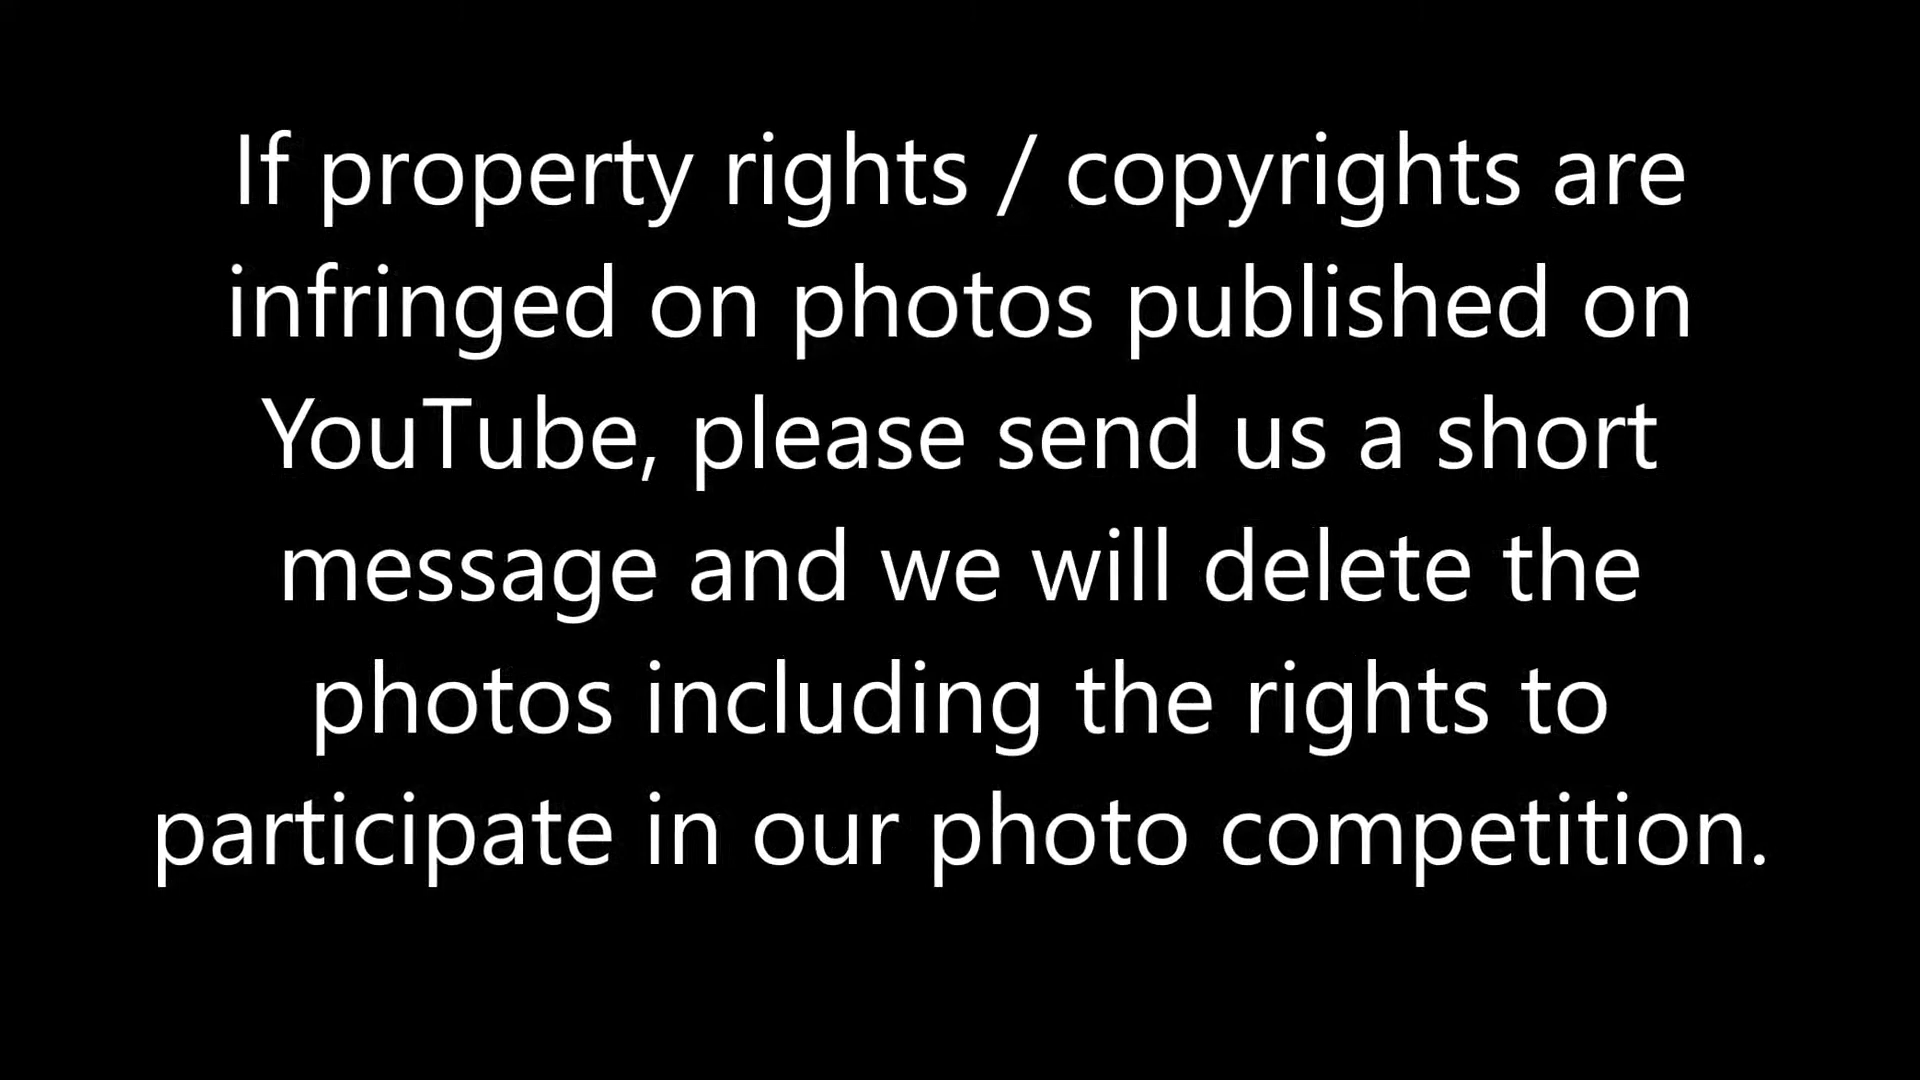 If property rights / copyrights are
infringed on photos published on
YouTube, please send us a short
message and we will delete the
photos including the rights to
participate in our photo competition.